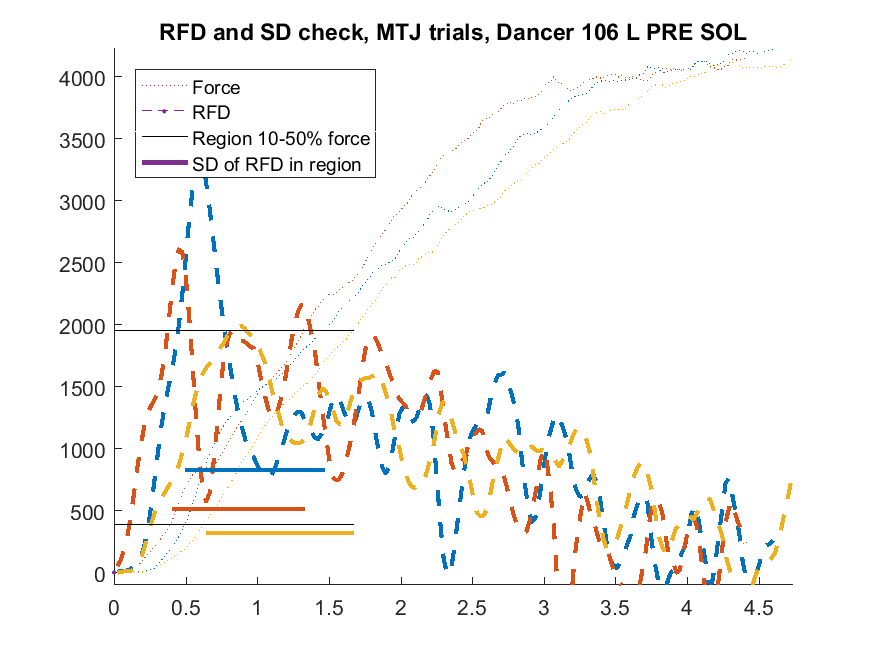 RFD and SD check, MTJ trials, Dancer 106 L PRE SOL
4000
3500
3000
2500
2000
1500
1000
500
0
Force
RFD
Region 10-50% force
SD of RFD in region
0 0.5 1 1.5 2 2.5 3 3.5 4 4.5